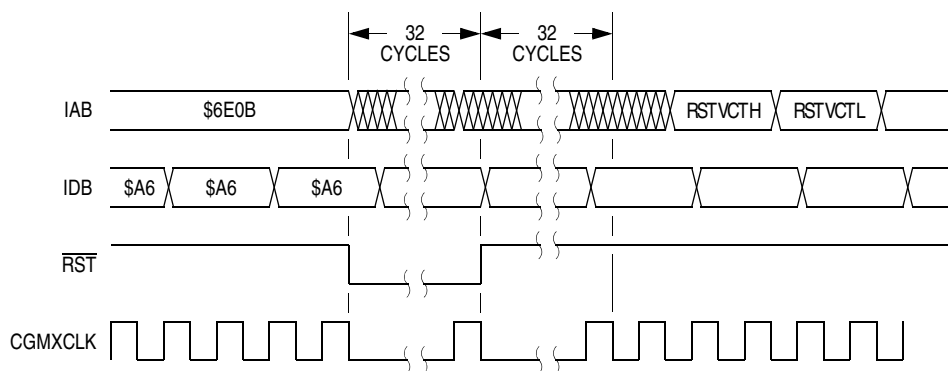 32 CYCLES
32 CYCLES
IAB
$6E0B
RSTVCTH
RSTVCTL
IDB
$A6
$A6
$A6
RST
CGMXCLK